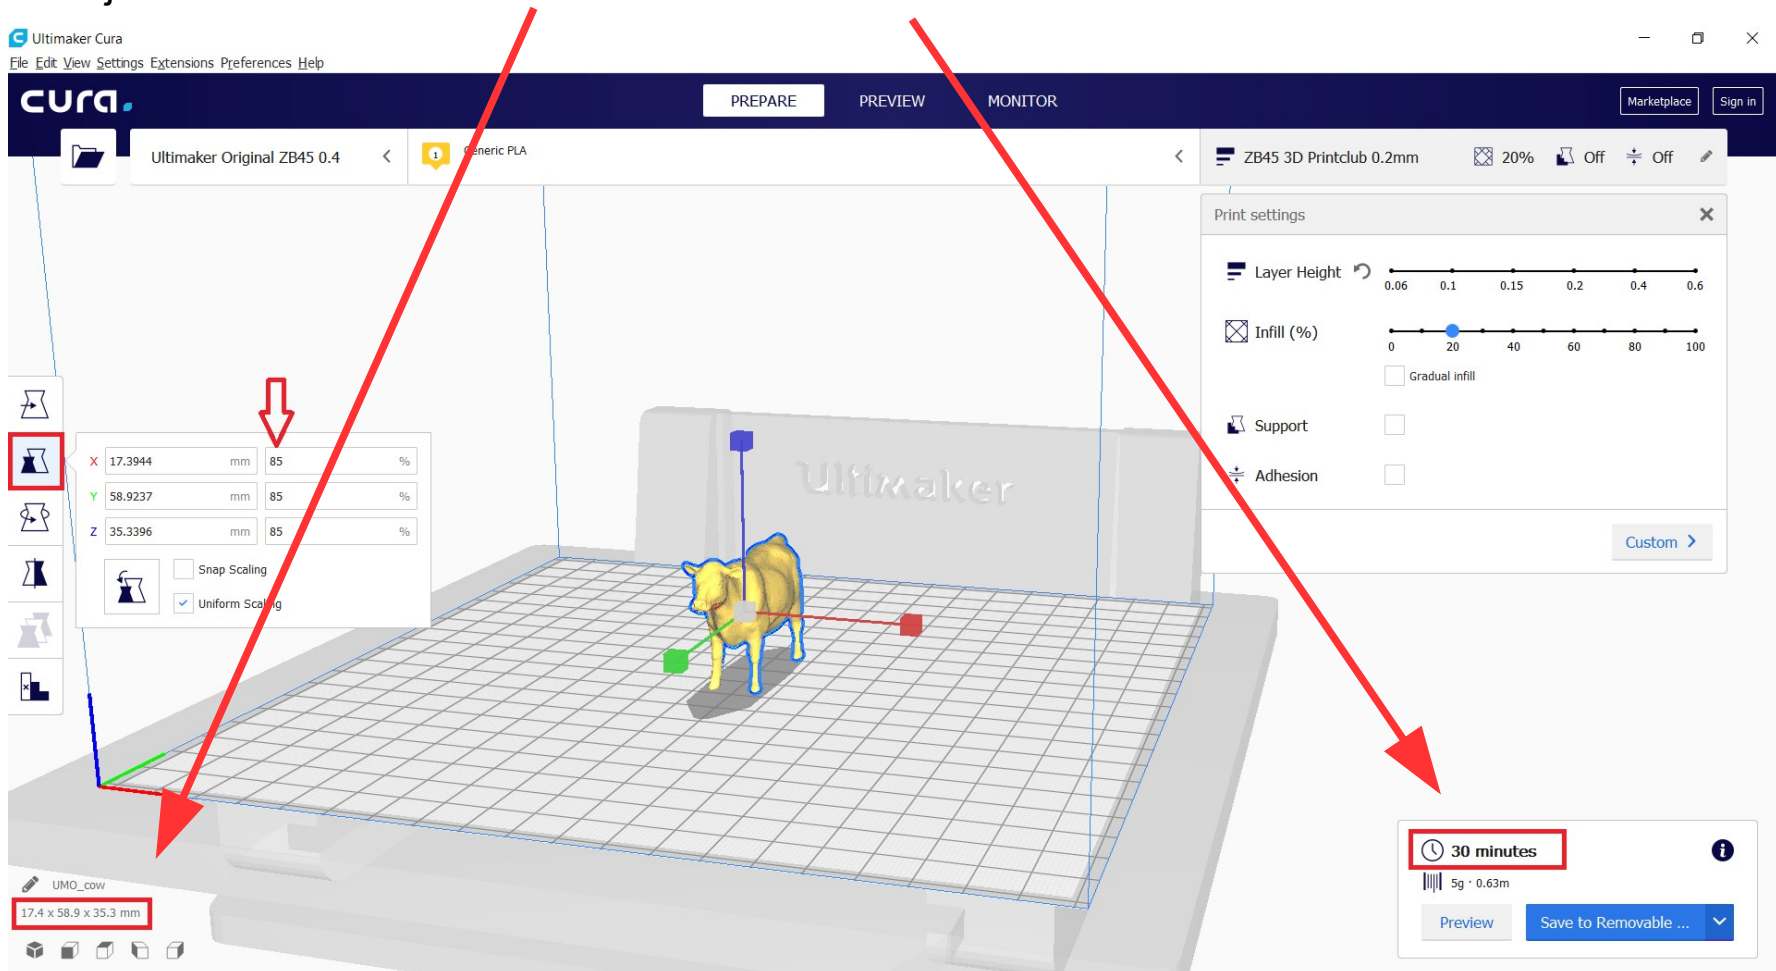 Ultimaker Cura
File Edit View Settings Extensions Preferences Help
cura.
PREPARE PREVIEW MONITOR
Marketplace Sign in
Ultimaker Original ZB45 0.4
1
Generic PLA
ZB45 3D Printclub 0.2mm 20% Off Off
Print settings
Layer Height
0.06 0.1 0.15 0.2 0.4 0.6
Infill (%)
0 20 40 60 80 100
Gradual infill
Support
Adhesion
Custom
X 17.3944 mm 85 %
Y 58.9237 mm 85 %
Z 35.3396 mm 85 %
Snap Scaling
Uniform Scaling
Ultimaker
UMO_cow
17.4 x 58.9 x 35.3 mm
30 minutes
5g · 0.63m
Preview Save to Removable ...